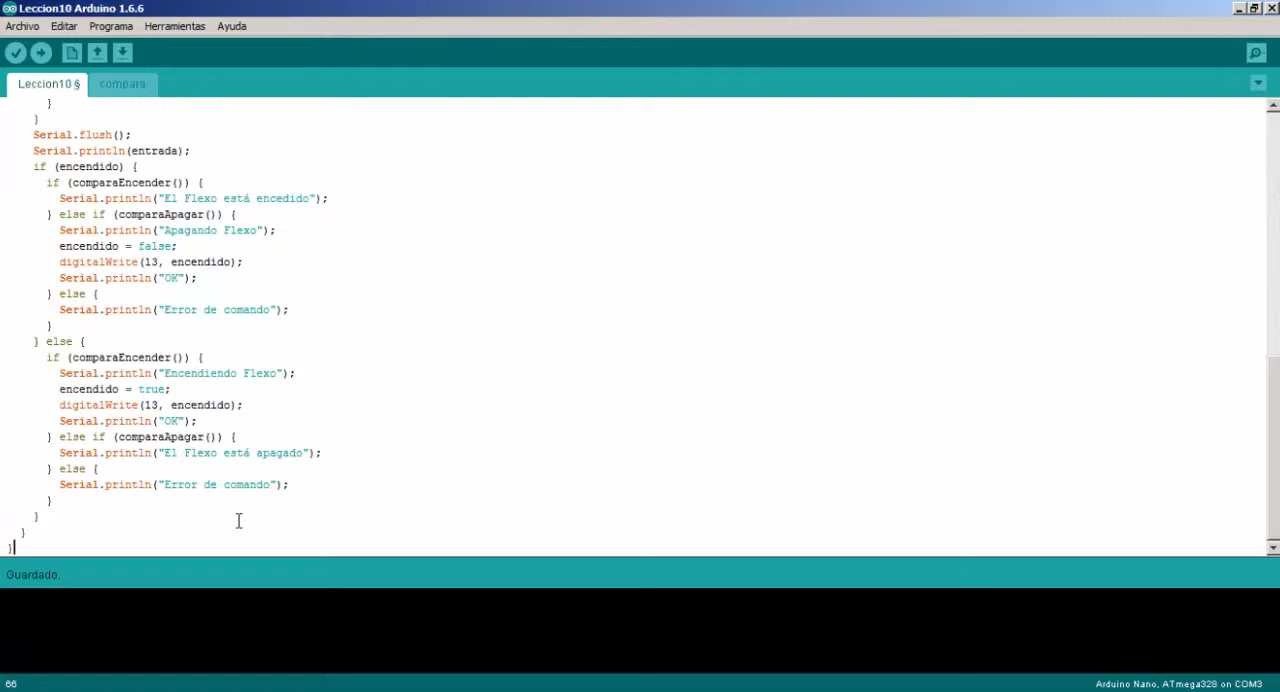 Leccion10 Arduino 1.6.6
Archivo Editar Programa Herramientas Ayuda
Leccion10 § compara
}
}
Serial.flush();
Serial.println(entrada);
if (encendido) {
if (comparaEncender()) {
Serial.println("El Flexo está encedido");
} else if (comparaApagar()) {
Serial.println("Apagando Flexo");
encendido = false;
digitalWrite(13, encendido);
Serial.println("OK");
} else {
Serial.println("Error de comando");
}
} else {
if (comparaEncender()) {
Serial.println("Encendiendo Flexo");
encendido = true;
digitalWrite(13, encendido);
Serial.println("OK");
} else if (comparaApagar()) {
Serial.println("El Flexo está apagado");
} else {
Serial.println("Error de comando");
}
}
}
}
Guardado.
66 Arduino Nano, ATmega328 on COM3